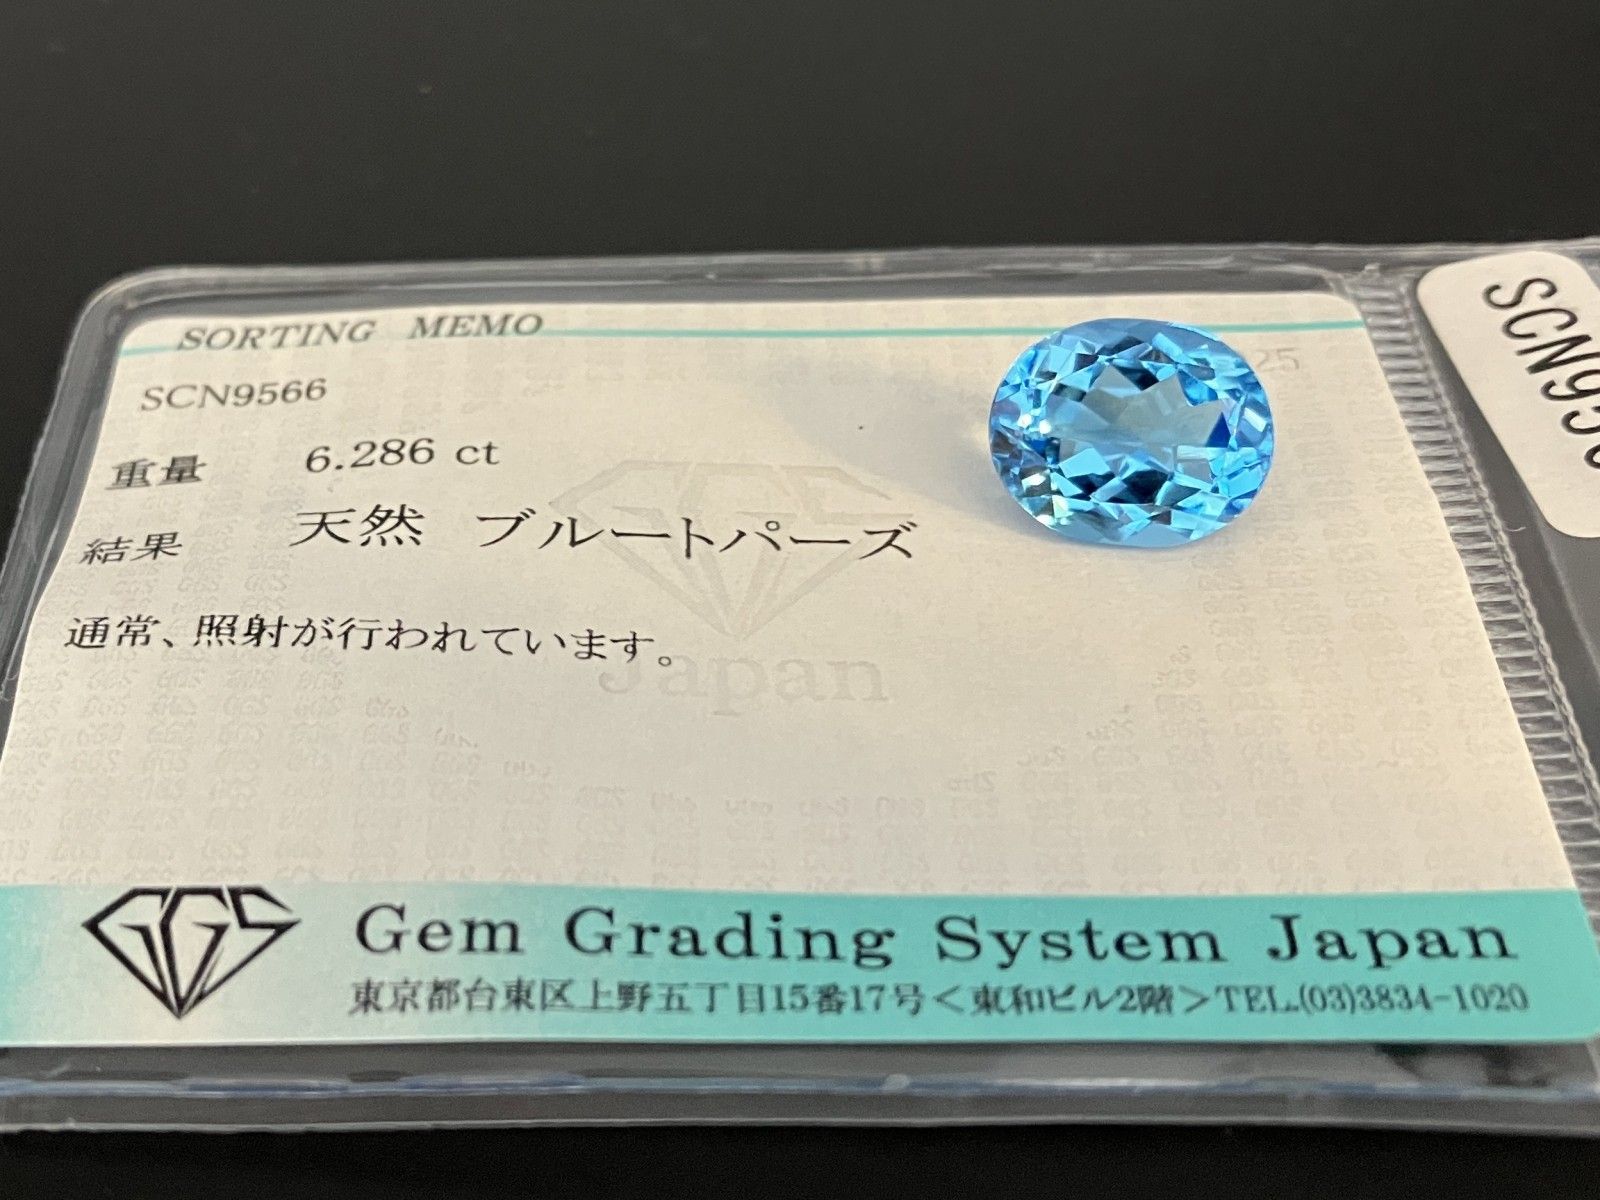 SORTING MEMO
SCN9566
重量 6.286 ct
結果 天然 ブルートパーズ
通常、照射が行われています。
Japan
GGS
Gem Grading System Japan
東京都台東区上野五丁目15番17号<東和ビル2階>TEL.(03)3834-1020